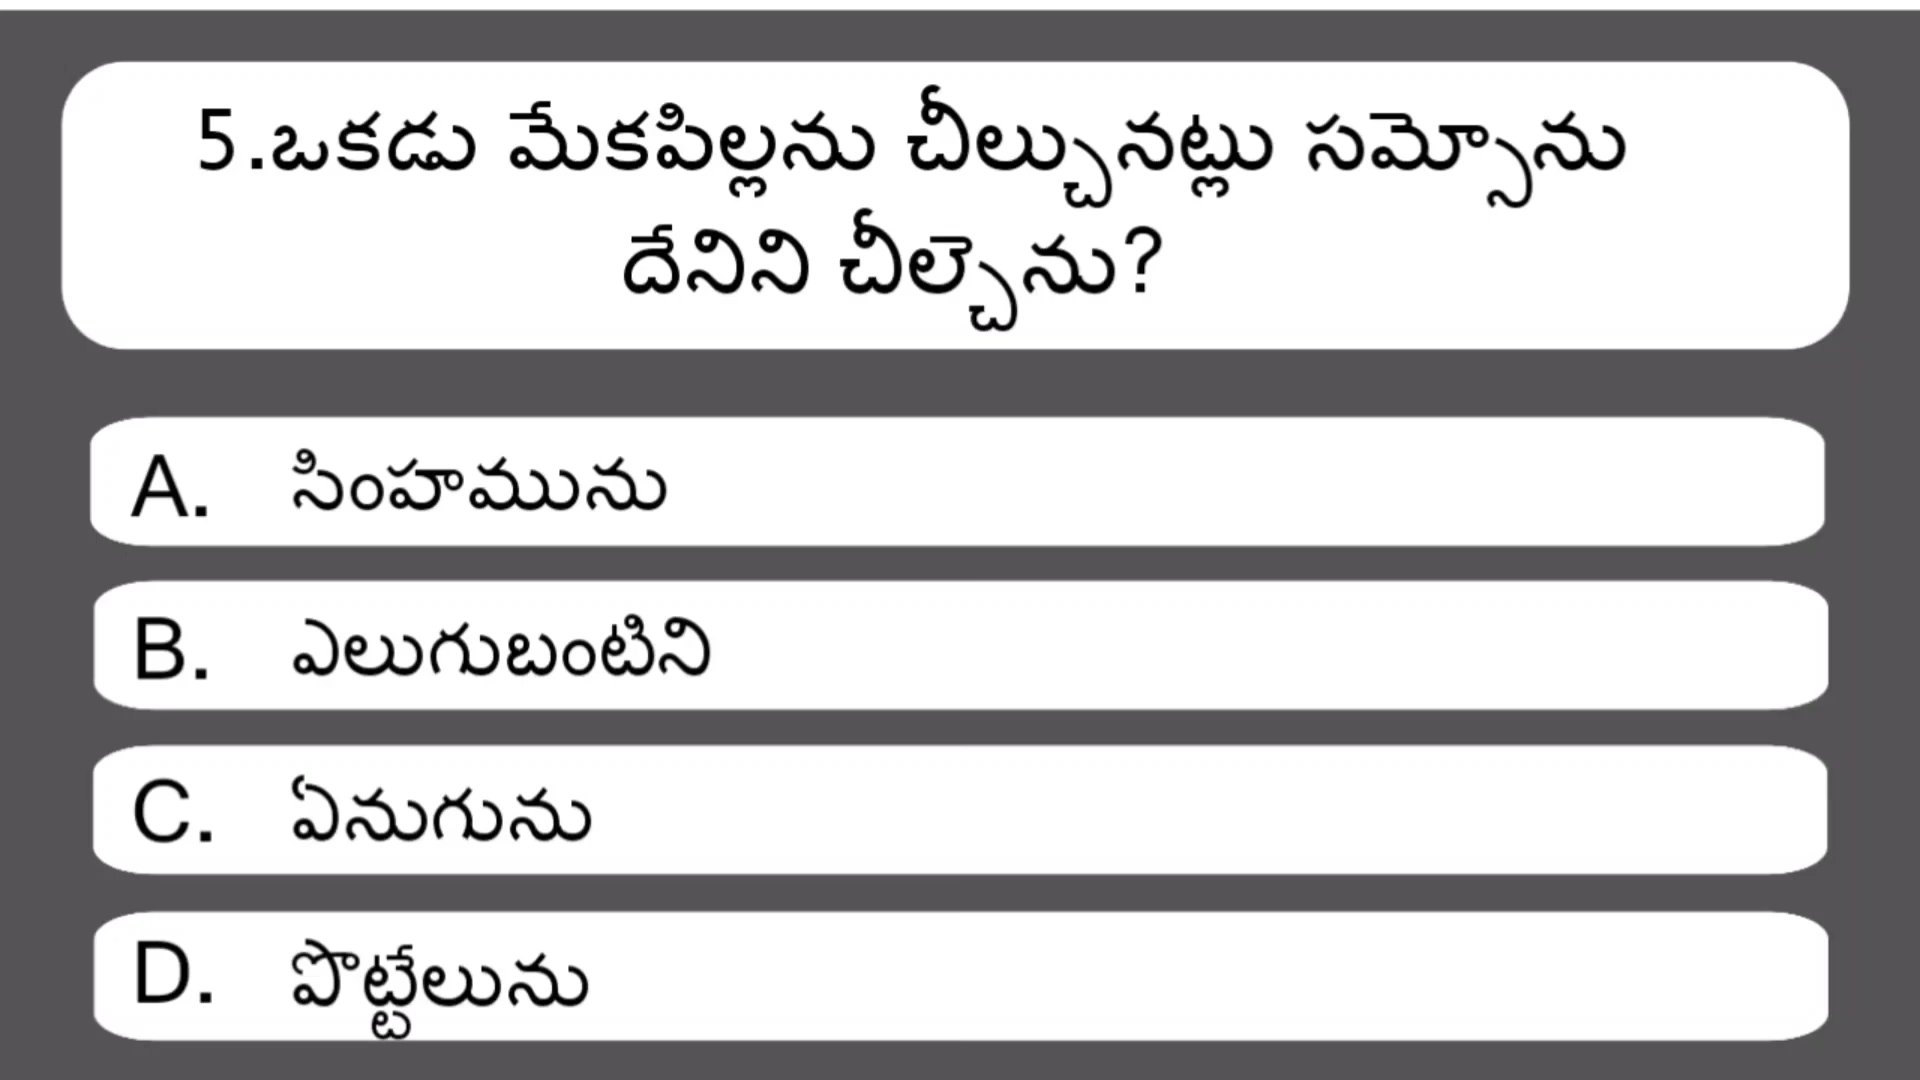 5.ఒకడు మేకపిల్లను చీల్చునట్లు సమ్సోను
దేనిని చీల్చెను?
A. సింహమును
B. ఎలుగుబంటిని
C. ఏనుగును
D. పొట్టేలును